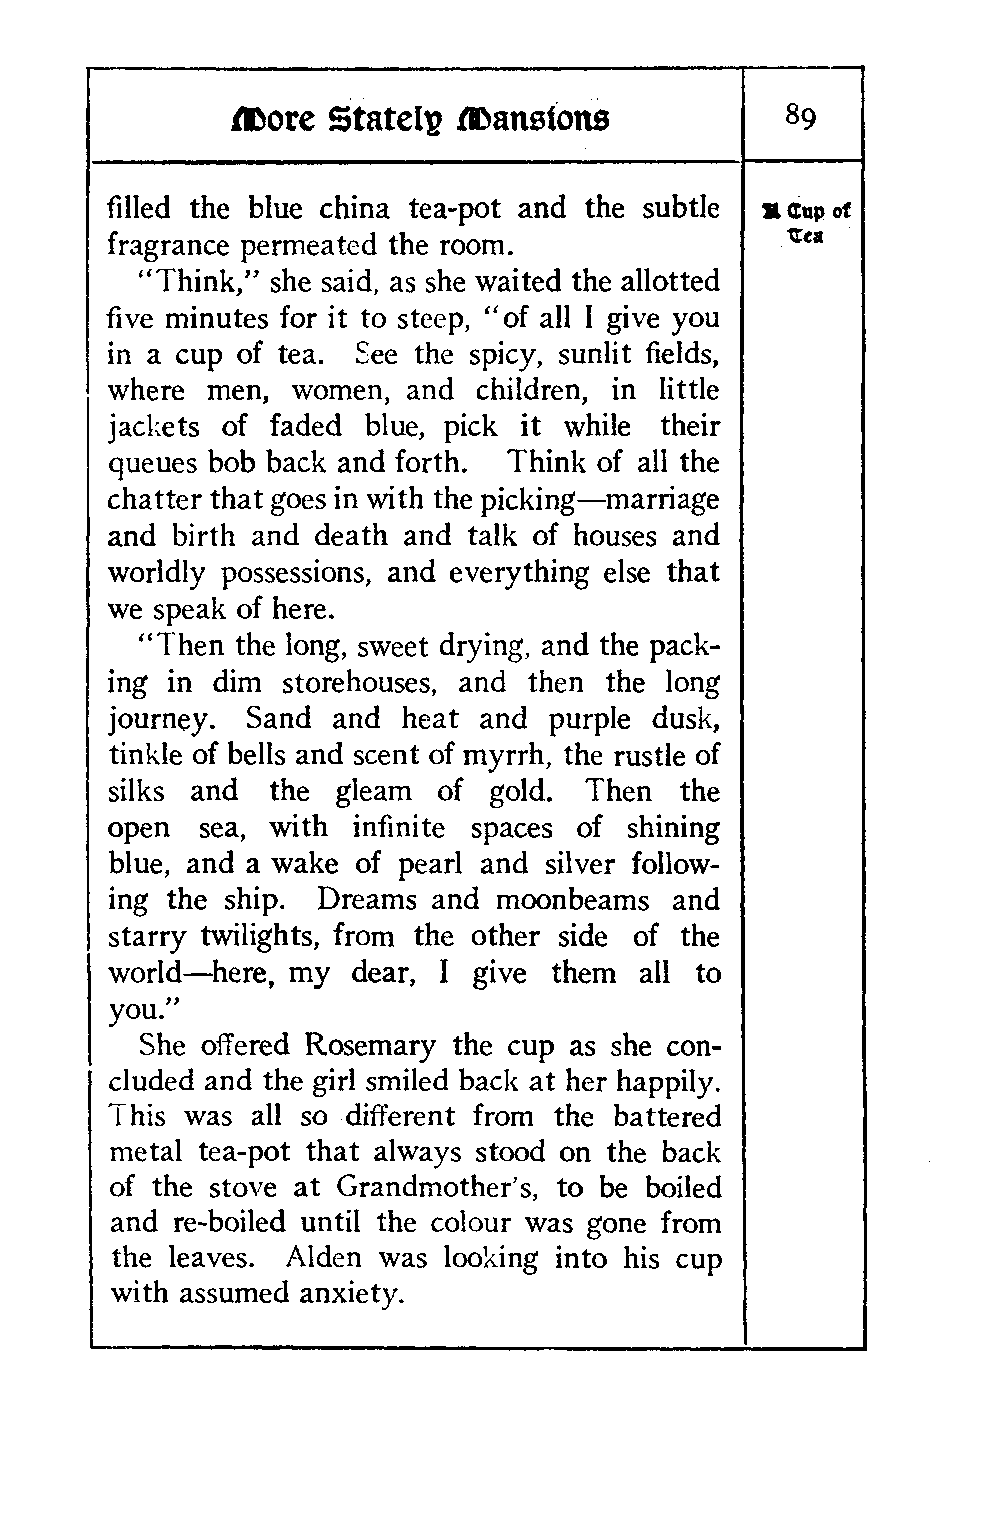 More Stately Mansions
89
A Cup of
Tea
filled the blue china tea-pot and the subtle
fragrance permeated the room.
“Think,” she said, as she waited the allotted
five minutes for it to steep, “of all I give you
in a cup of tea. See the spicy, sunlit fields,
where men, women, and children, in little
jackets of faded blue, pick it while their
queues bob back and forth. Think of all the
chatter that goes in with the picking—marriage
and birth and death and talk of houses and
worldly possessions, and everything else that
we speak of here.
“Then the long, sweet drying, and the pack-
ing in dim storehouses, and then the long
journey. Sand and heat and purple dusk,
tinkle of bells and scent of myrrh, the rustle of
silks and the gleam of gold. Then the
open sea, with infinite spaces of shining
blue, and a wake of pearl and silver follow-
ing the ship. Dreams and moonbeams and
starry twilights, from the other side of the
world—here, my dear, I give them all to
you.”
She offered Rosemary the cup as she con-
cluded and the girl smiled back at her happily.
This was all so different from the battered
metal tea-pot that always stood on the back
of the stove at Grandmother’s, to be boiled
and re-boiled until the colour was gone from
the leaves. Alden was looking into his cup
with assumed anxiety.